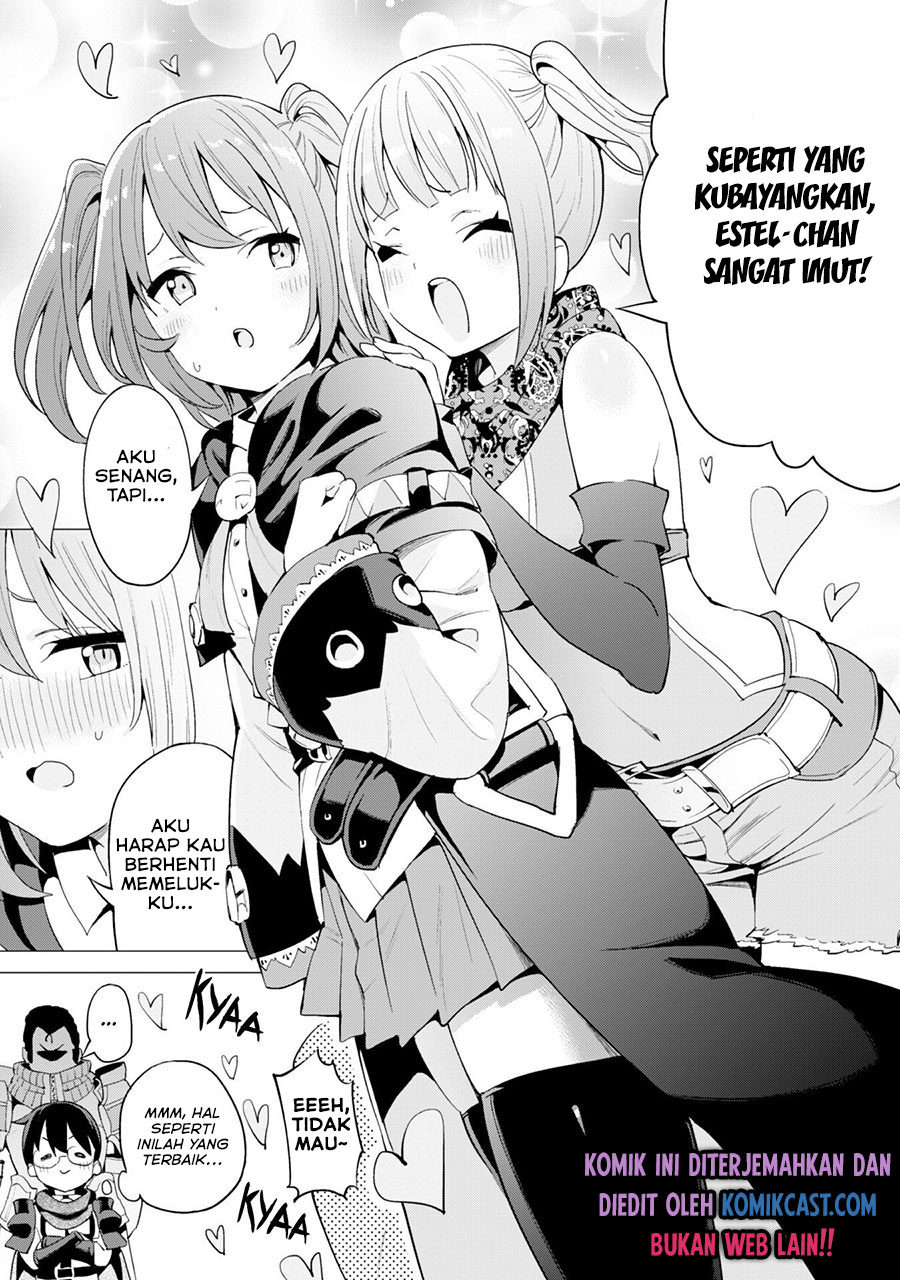 SEPERTI YANG
KUBAYANGKAN,
ESTEL-CHAN
SANGAT IMUT!
AKU
SENANG,
TAPI...
AKU
HARAP KAU
BERHENTI
MEMELUK-
KU...
KYAA
...
EEEH,
TIDAK
MAU~
MMM, HAL
SEPERTI
INILAH YANG
TERBAIK...
KYAA
KOMIK INI DITERJEMAHKAN DAN
DIEDIT OLEH KOMIKCAST.COM
BUKAN WEB LAIN!!